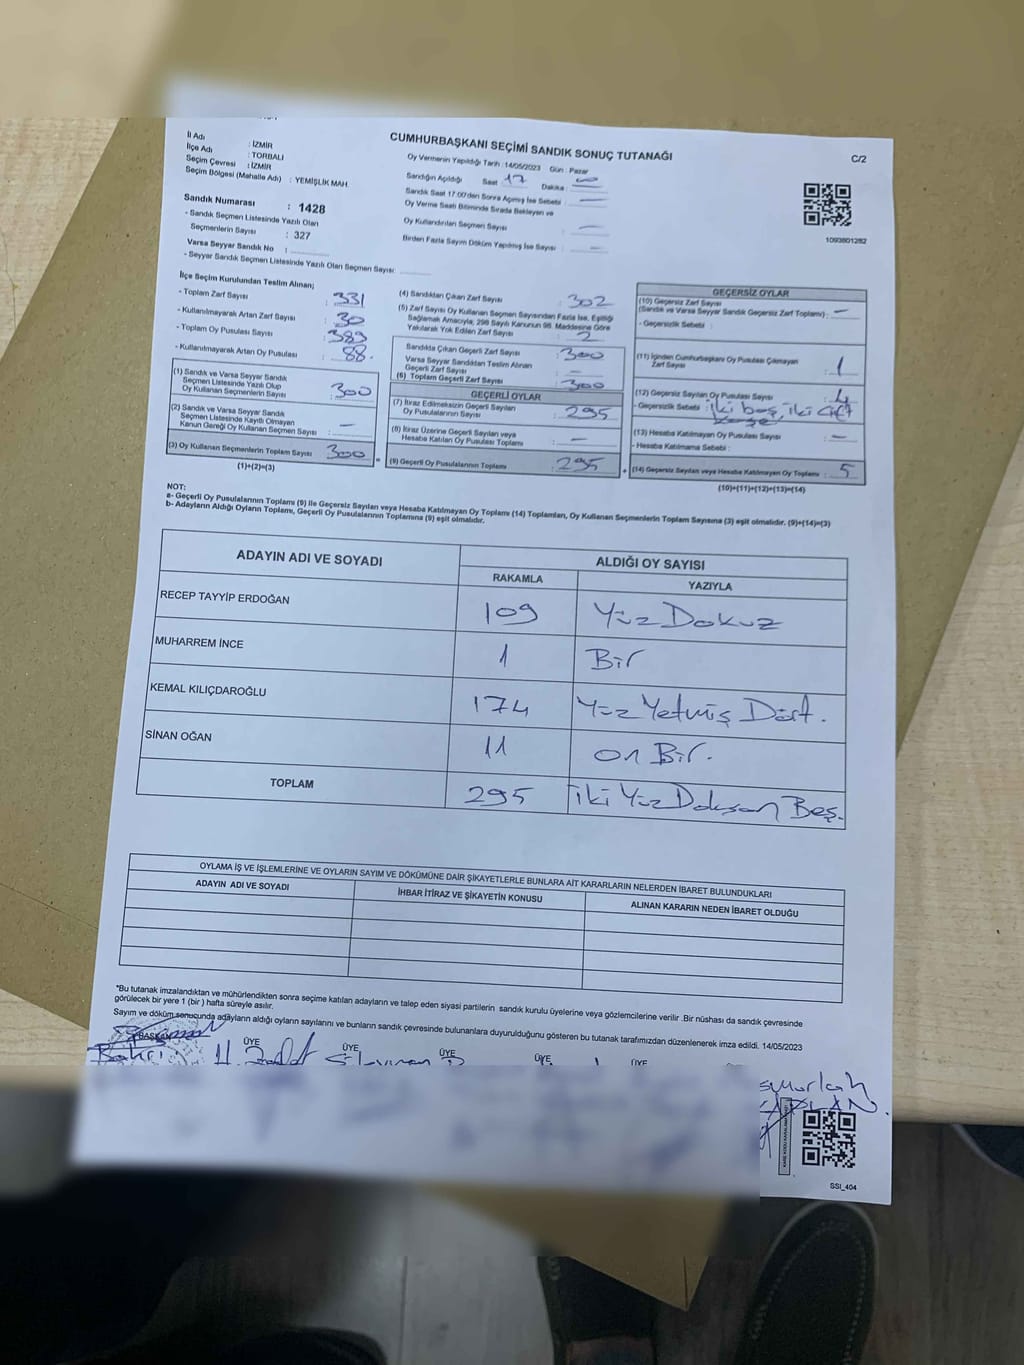 CUMHURBAŞKANI SEÇİMİ SANDIK SONUÇ TUTANAĞI
C/2
İl Adı : İZMİR
İlçe Adı : TORBALI
Seçim Çevresi : İZMİR
Seçim Bölgesi (Mahalle Adı) : YEMİŞLİK MAH.
Oy Vermenin Yapıldığı Tarih : 14/05/2023 Gün : Pazar
Sandığın Açıldığı Saat 17 Dakika :
Sandık Saat 17:00'den Sonra Açılmış İse Sebebi : —
Oy Verme Saati Bitiminde Sırada Bekleyen ve
Oy Kullandırılan Seçmen Sayısı : —
Birden Fazla Sayım Döküm Yapılmış İse Sayısı : —
1093801282
Sandık Numarası : 1428
- Sandık Seçmen Listesinde Yazılı Olan
Seçmenlerin Sayısı : 327
Varsa Seyyar Sandık No :
- Seyyar Sandık Seçmen Listesinde Yazılı Olan Seçmen Sayısı:
İlçe Seçim Kurulundan Teslim Alınan;
- Toplam Zarf Sayısı : 331
- Kullanılmayarak Artan Zarf Sayısı : 30
- Toplam Oy Pusulası Sayısı : 389
- Kullanılmayarak Artan Oy Pusulası : 88.
(1) Sandık ve Varsa Seyyar Sandık
Seçmen Listesinde Yazılı Olup
Oy Kullanan Seçmenlerin Sayısı : 300
(2) Sandık ve Varsa Seyyar Sandık
Seçmen Listesinde Kayıtlı Olmayan
Kanun Gereği Oy Kullanan Seçmen Sayısı : —
(3) Oy Kullanan Seçmenlerin Toplam Sayısı : 300
(1)+(2)=(3)
(4) Sandıktan Çıkan Zarf Sayısı : 302
(5) Zarf Sayısı Oy Kullanan Seçmen Sayısından Fazla İse, Eşitliği
Sağlamak Amacıyla, 298 Sayılı Kanunun 98. Maddesine Göre
Yakılarak Yok Edilen Zarf Sayısı : 2
Sandıkta Çıkan Geçerli Zarf Sayısı : 300
Varsa Seyyar Sandıktan Teslim Alınan
Geçerli Zarf Sayısı : —
(6) Toplam Geçerli Zarf Sayısı : 300
GEÇERLİ OYLAR
(7) İtiraz Edilmeksizin Geçerli Sayılan
Oy Pusulalarının Sayısı : 295
(8) İtiraz Üzerine Geçerli Sayılan veya
Hesaba Katılan Oy Pusulası Toplamı : —
(9) Geçerli Oy Pusulalarının Toplamı : 295
GEÇERSİZ OYLAR
(10) Geçersiz Zarf Sayısı
(Sandık ve Varsa Seyyar Sandık Geçersiz Zarf Toplamı) : —
- Geçersizlik Sebebi :
(11) İçinden Cumhurbaşkanı Oy Pusulası Çıkmayan
Zarf Sayısı : 1
(12) Geçersiz Sayılan Oy Pusulası Sayısı : 4
- Geçersizlik Sebebi : iki boş, iki çift
(13) Hesaba Katılmayan Oy Pusulası Sayısı : —
- Hesaba Katılmama Sebebi :
(14) Geçersiz Sayılan veya Hesaba Katılmayan Oy Toplamı : 5
(10)+(11)+(12)+(13)=(14)
NOT:
a- Geçerli Oy Pusulalarının Toplamı (9) ile Geçersiz Sayılan veya Hesaba Katılmayan Oy Toplamı (14) Toplamları, Oy Kullanan Seçmenlerin Toplam Sayısına (3) eşit olmalıdır. (9)+(14)=(3)
b- Adayların Aldığı Oyların Toplamı, Geçerli Oy Pusulalarının Toplamına (9) eşit olmalıdır.
ADAYIN ADI VE SOYADI ALDIĞI OY SAYISI
RAKAMLA YAZIYLA
RECEP TAYYİP ERDOĞAN 109 Yüz Dokuz
MUHARREM İNCE 1 Bir
KEMAL KILIÇDAROĞLU 174 Yüz Yetmiş Dört.
SİNAN OĞAN 11 On Bir.
TOPLAM 295 İki Yüz Doksan Beş.
OYLAMA İŞ VE İŞLEMLERİNE VE OYLARIN SAYIM VE DÖKÜMÜNE DAİR ŞİKAYETLERLE BUNLARA AİT KARARLARIN NELERDEN İBARET BULUNDUKLARI
ADAYIN ADI VE SOYADI İHBAR İTİRAZ VE ŞİKAYETİN KONUSU ALINAN KARARIN NEDEN İBARET OLDUĞU
*Bu tutanak imzalandıktan ve mühürlendikten sonra seçime katılan adayların ve talep eden siyasi partilerin sandık kurulu üyelerine veya gözlemcilerine verilir .Bir nüshası da sandık çevresinde
görülecek bir yere 1 (bir ) hafta süreyle asılır.
Sayım ve döküm sonucunda adayların aldığı oyların sayılarını ve bunların sandık çevresinde bulunanlara duyurulduğunu gösteren bu tutanak tarafımızdan düzenlenerek imza edildi. 14/05/2023
BAŞKAN ÜYE ÜYE ÜYE ÜYE ÜYE
Bahri
SSI_404